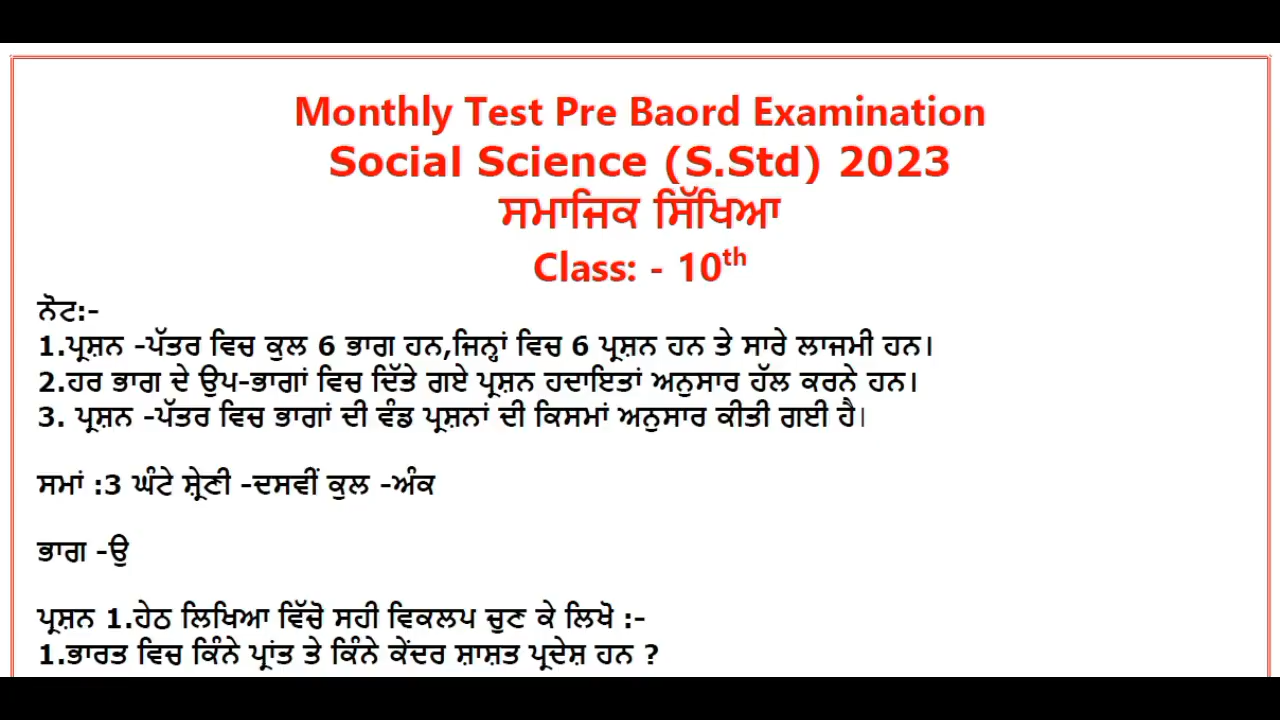 Monthly Test Pre Baord Examination
Social Science (S.Std) 2023
ਸਮਾਜਿਕ ਸਿੱਖਿਆ
Class: - 10th
ਨੋਟ:-
1.ਪ੍ਰਸ਼ਨ -ਪੱਤਰ ਵਿਚ ਕੁਲ 6 ਭਾਗ ਹਨ,ਜਿਨ੍ਹਾਂ ਵਿਚ 6 ਪ੍ਰਸ਼ਨ ਹਨ ਤੇ ਸਾਰੇ ਲਾਜਮੀ ਹਨ।
2.ਹਰ ਭਾਗ ਦੇ ਉਪ-ਭਾਗਾਂ ਵਿਚ ਦਿੱਤੇ ਗਏ ਪ੍ਰਸ਼ਨ ਹਦਾਇਤਾਂ ਅਨੁਸਾਰ ਹੱਲ ਕਰਨੇ ਹਨ।
3. ਪ੍ਰਸ਼ਨ -ਪੱਤਰ ਵਿਚ ਭਾਗਾਂ ਦੀ ਵੰਡ ਪ੍ਰਸ਼ਨਾਂ ਦੀ ਕਿਸਮਾਂ ਅਨੁਸਾਰ ਕੀਤੀ ਗਈ ਹੈ।
ਸਮਾਂ :3 ਘੰਟੇ ਸ਼੍ਰੇਣੀ -ਦਸਵੀਂ ਕੁਲ -ਅੰਕ
ਭਾਗ -ਉ
ਪ੍ਰਸ਼ਨ 1.ਹੇਠ ਲਿਖਿਆ ਵਿੱਚੋ ਸਹੀ ਵਿਕਲਪ ਚੁਣ ਕੇ ਲਿਖੋ :-
1.ਭਾਰਤ ਵਿਚ ਕਿੰਨੇ ਪ੍ਰਾਂਤ ਤੇ ਕਿੰਨੇ ਕੇਂਦਰ ਸ਼ਾਸ਼ਤ ਪ੍ਰਦੇਸ਼ ਹਨ ?